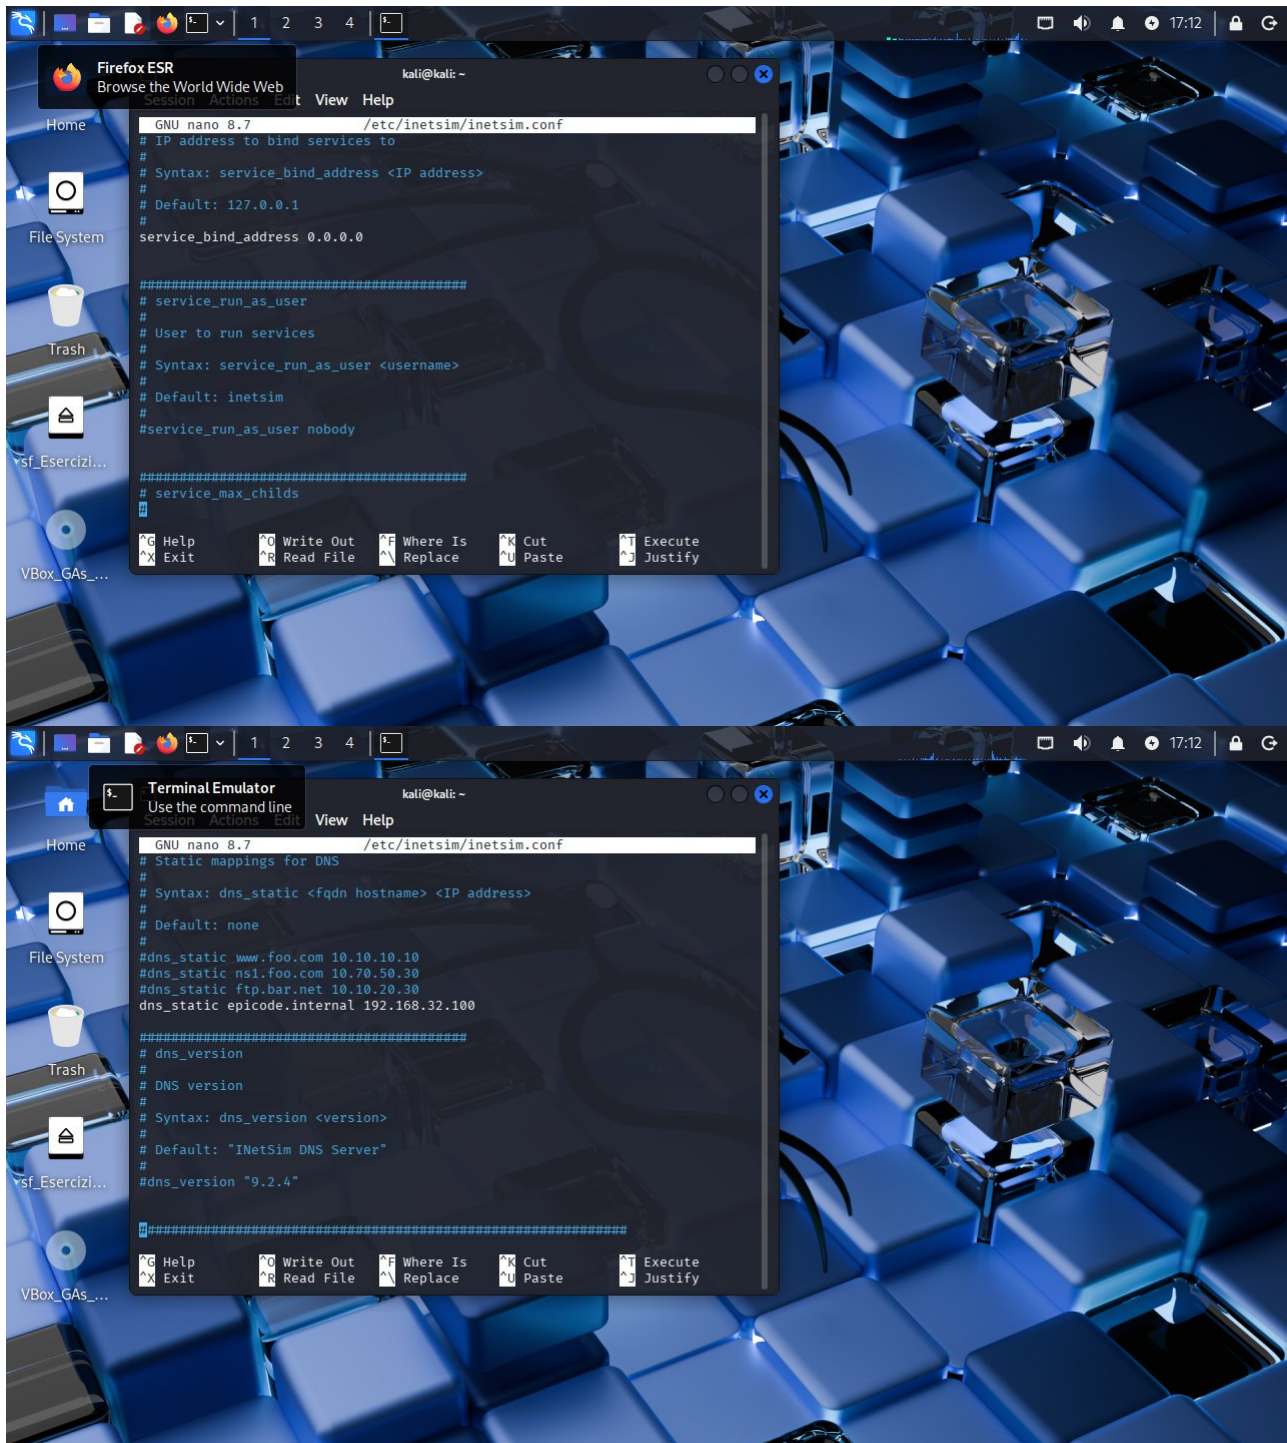 1 2 3 4 17:12
Firefox ESR
Browse the World Wide Web
kali@kali: ~
Session Actions Edit View Help
Home
File System
Trash
sf_Esercizi...
VBox_GAs_...
GNU nano 8.7 /etc/inetsim/inetsim.conf
# IP address to bind services to
#
# Syntax: service_bind_address <IP address>
#
# Default: 127.0.0.1
#
service_bind_address 0.0.0.0
#########################################
# service_run_as_user
#
# User to run services
#
# Syntax: service_run_as_user <username>
#
# Default: inetsim
#
#service_run_as_user nobody
#########################################
# service_max_childs
#
^G Help ^O Write Out ^F Where Is ^K Cut ^T Execute
^X Exit ^R Read File ^\ Replace ^U Paste ^J Justify
1 2 3 4 17:12
Terminal Emulator
Use the command line
kali@kali: ~
Session Actions Edit View Help
Home
File System
Trash
sf_Esercizi...
VBox_GAs_...
GNU nano 8.7 /etc/inetsim/inetsim.conf
# Static mappings for DNS
#
# Syntax: dns_static <fqdn hostname> <IP address>
#
# Default: none
#
#dns_static www.foo.com 10.10.10.10
#dns_static ns1.foo.com 10.70.50.30
#dns_static ftp.bar.net 10.10.20.30
dns_static epicode.internal 192.168.32.100
#########################################
# dns_version
#
# DNS version
#
# Syntax: dns_version <version>
#
# Default: "INetSim DNS Server"
#
#dns_version "9.2.4"
#############################################################
^G Help ^O Write Out ^F Where Is ^K Cut ^T Execute
^X Exit ^R Read File ^\ Replace ^U Paste ^J Justify